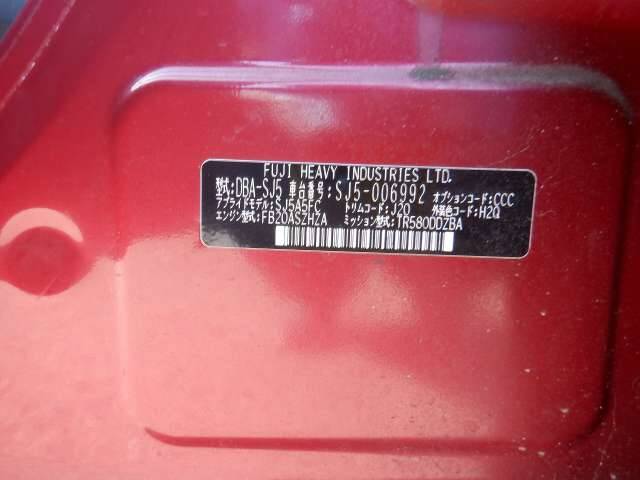 FUJI HEAVY INDUSTRIES LTD.
型式:DBA-SJ5 車台番号:SJ5-006992 オプションコード:CCC
アプライドモデル:SJ5A5FC トリムコード:J20 外装色コード:H2Q
エンジン型式:FB20ASZHZA ミッション型式:TR580DDZBA